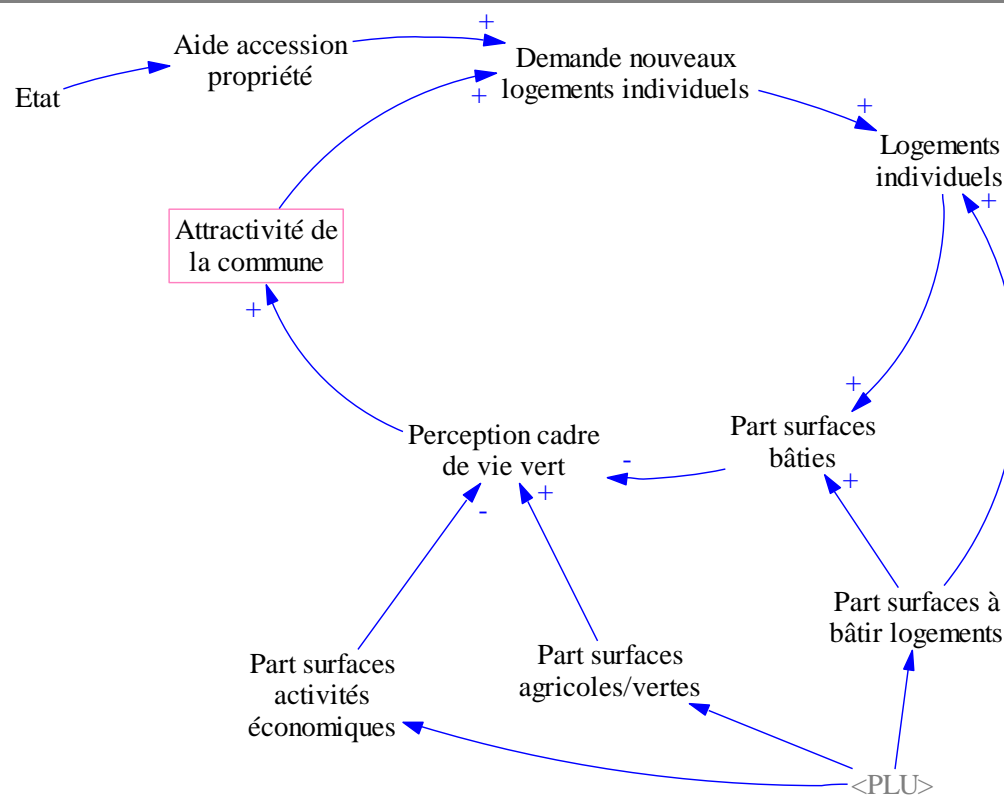 Aide accession
propriété
Etat
+
Demande nouveaux
logements individuels
+
+
Logements
individuels
+
Attractivité de
la commune
+
+
Perception cadre
de vie vert
-
Part surfaces
bâties
+
-
+
Part surfaces
activités
économiques
Part surfaces
agricoles/vertes
Part surfaces à
bâtir logements
<PLU>